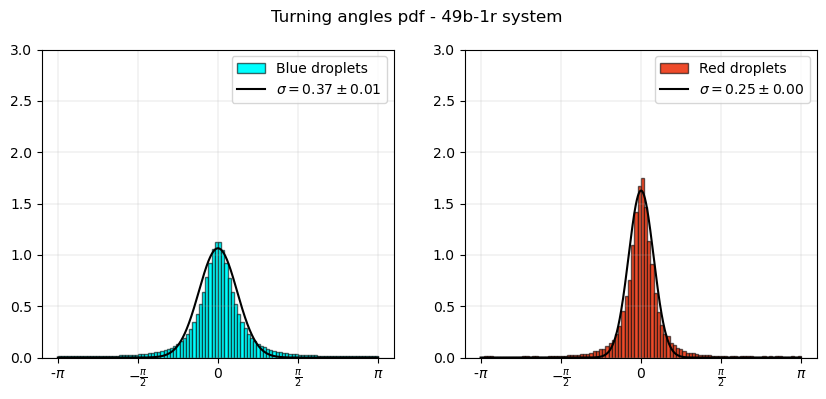 Turning angles pdf - 49b-1r system
3.0
2.5
2.0
1.5
1.0
0.5
0.0
-π
−π/2
0
π/2
π
Blue droplets
σ = 0.37 ± 0.01
3.0
2.5
2.0
1.5
1.0
0.5
0.0
-π
−π/2
0
π/2
π
Red droplets
σ = 0.25 ± 0.00